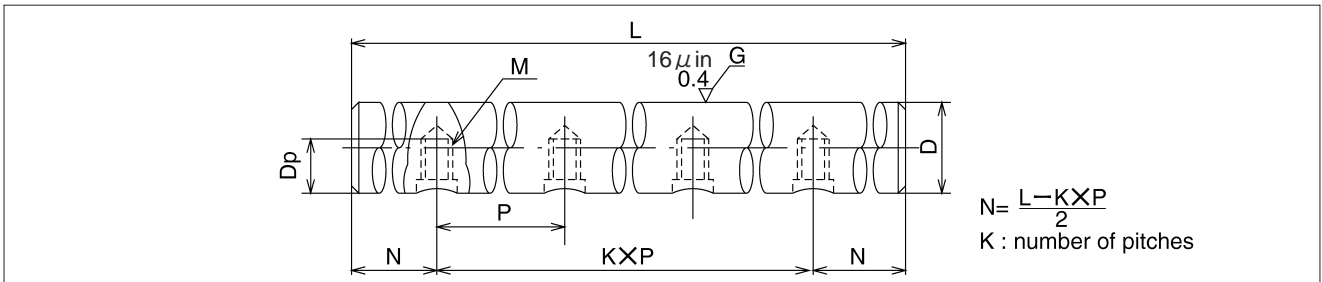 L
M
16 μ in
0.4
G
Dp
D
P
N
K×P
N
N= L−K×P
2
K : number of pitches